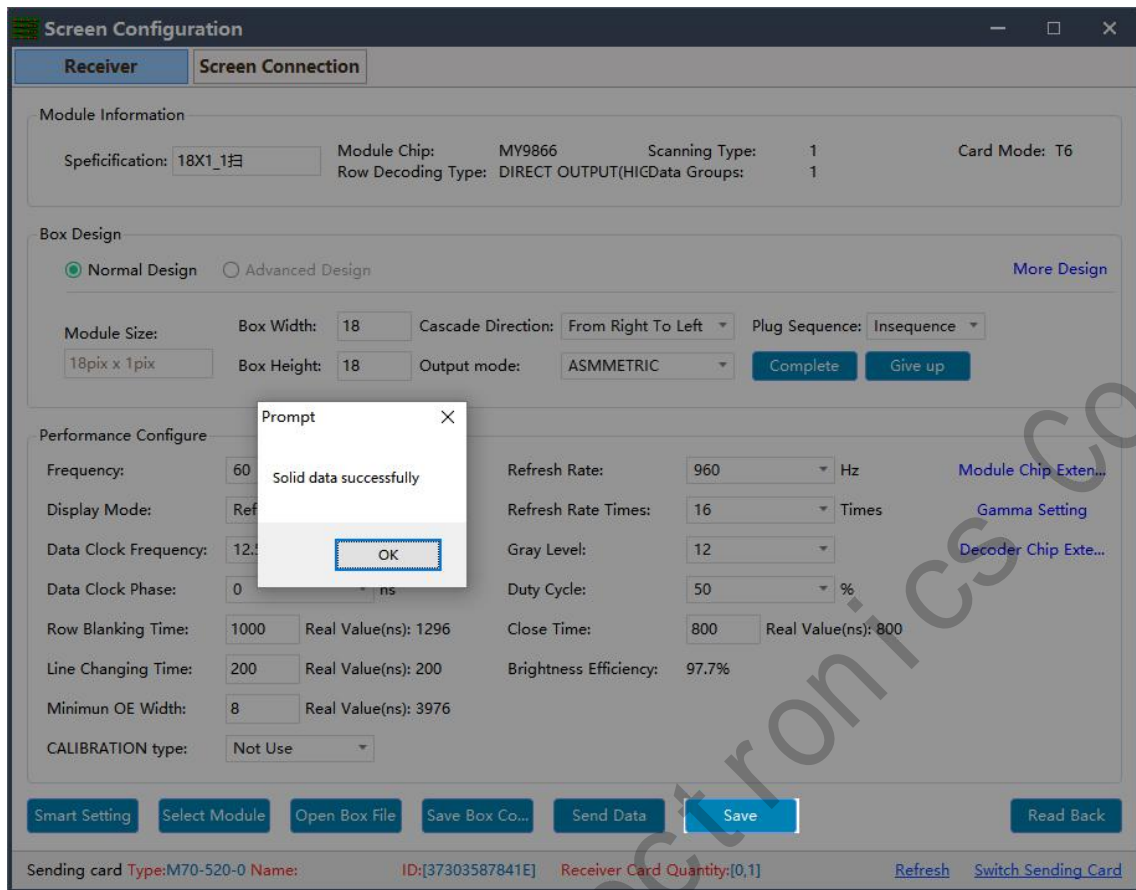 Screen Configuration
Receiver Screen Connection
Module Information
Speficification: 18X1_1扫 Module Chip: MY9866 Scanning Type: 1 Card Mode: T6
Row Decoding Type: DIRECT OUTPUT(HIGData Groups: 1
Box Design
Normal Design Advanced Design More Design
Module Size: Box Width: 18 Cascade Direction: From Right To Left Plug Sequence: Insequence
18pix x 1pix Box Height: 18 Output mode: ASMMETRIC Complete Give up
Prompt
Solid data successfully
OK
Performance Configure
Frequency: 60 Refresh Rate: 960 Hz Module Chip Exten...
Display Mode: Ref Refresh Rate Times: 16 Times Gamma Setting
Data Clock Frequency: 12. Gray Level: 12 Decoder Chip Exte...
Data Clock Phase: 0 ns Duty Cycle: 50 %
Row Blanking Time: 1000 Real Value(ns): 1296 Close Time: 800 Real Value(ns): 800
Line Changing Time: 200 Real Value(ns): 200 Brightness Efficiency: 97.7%
Minimun OE Width: 8 Real Value(ns): 3976
CALIBRATION type: Not Use
Smart Setting Select Module Open Box File Save Box Co... Send Data Save Read Back
Sending card Type:M70-520-0 Name: ID:[37303587841E] Receiver Card Quantity:[0,1] Refresh Switch Sending Card
ectronics Co